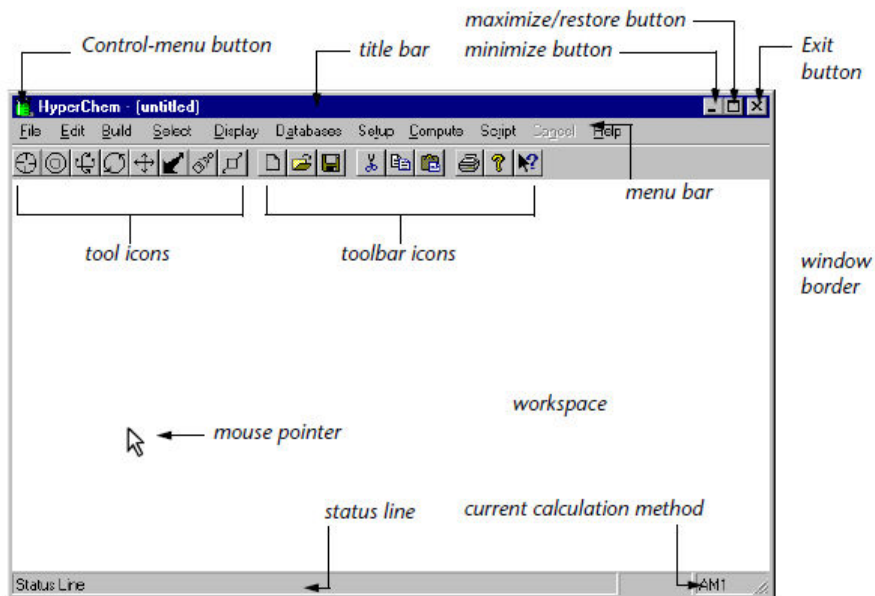 maximize/restore button
Control-menu button
title bar
minimize button
Exit button
HyperChem - [untitled]
File Edit Build Select Display Databases Setup Compute Script Cancel Help
menu bar
tool icons
toolbar icons
window border
workspace
mouse pointer
status line
current calculation method
Status Line
AM1